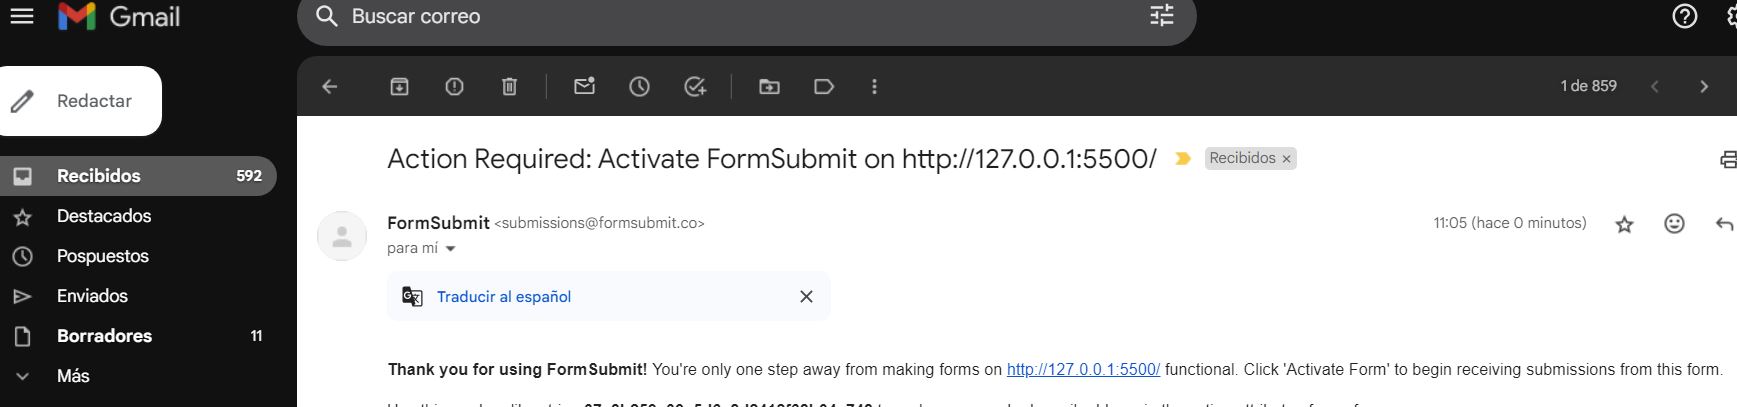 Gmail
Buscar correo
Redactar
1 de 859
Recibidos 592
Destacados
Pospuestos
Enviados
Borradores 11
Más
Action Required: Activate FormSubmit on http://127.0.0.1:5500/ Recibidos ×
FormSubmit <submissions@formsubmit.co> 11:05 (hace 0 minutos)
para mí
Traducir al español
Thank you for using FormSubmit! You're only one step away from making forms on http://127.0.0.1:5500/ functional. Click 'Activate Form' to begin receiving submissions from this form.